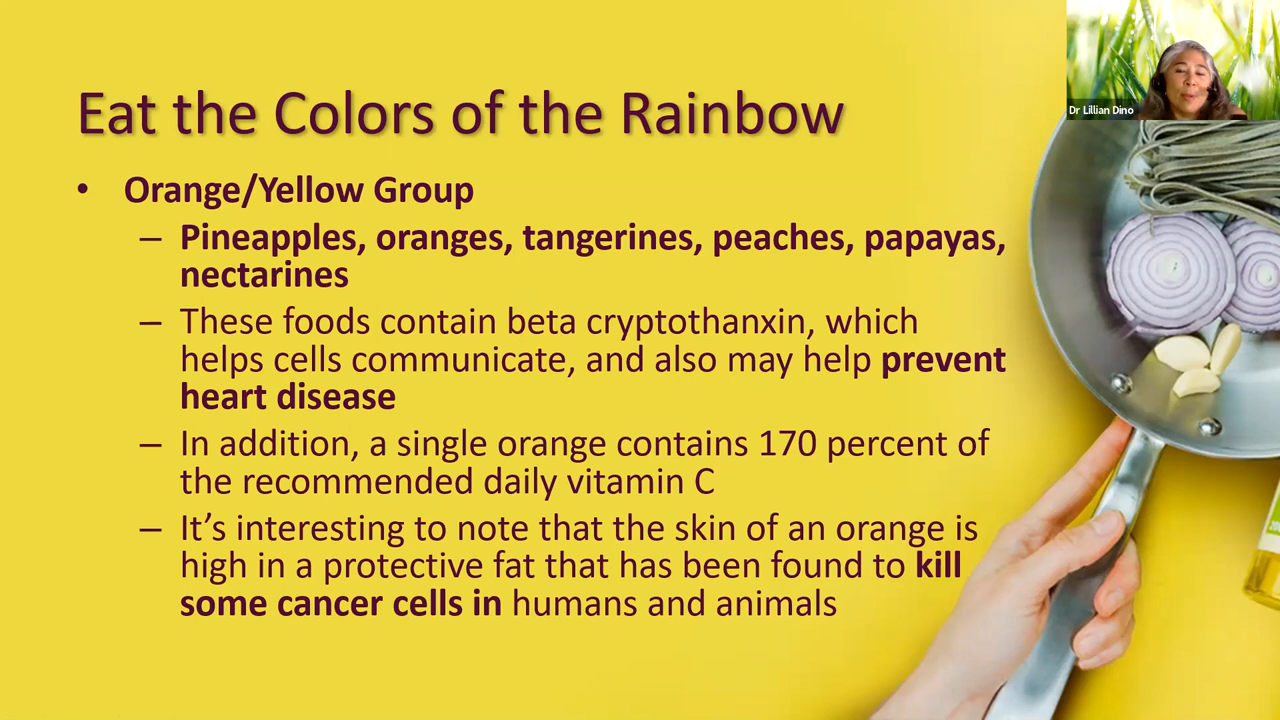 Dr Lillian Dino
Eat the Colors of the Rainbow
• Orange/Yellow Group
– Pineapples, oranges, tangerines, peaches, papayas,
nectarines
– These foods contain beta cryptothanxin, which
helps cells communicate, and also may help prevent
heart disease
– In addition, a single orange contains 170 percent of
the recommended daily vitamin C
– It’s interesting to note that the skin of an orange is
high in a protective fat that has been found to kill
some cancer cells in humans and animals